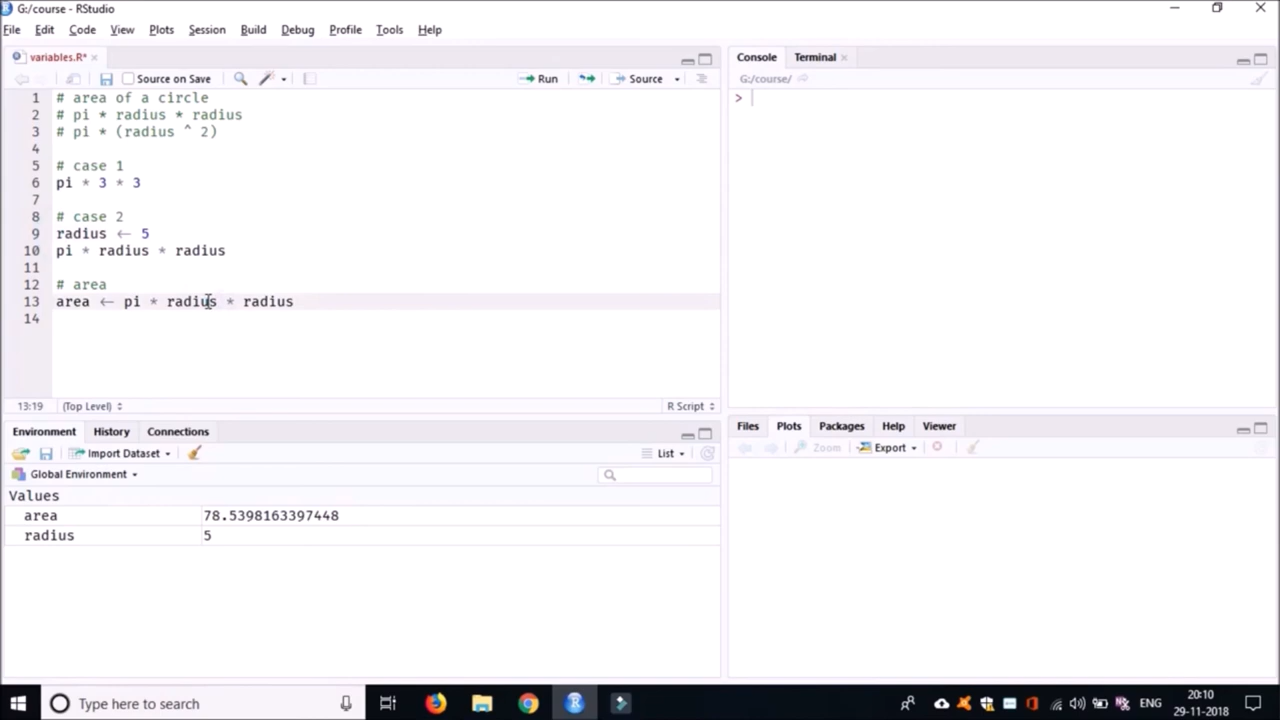 G:/course - RStudio
File Edit Code View Plots Session Build Debug Profile Tools Help
variables.R*
Source on Save Run Source
1 # area of a circle
2 # pi * radius * radius
3 # pi * (radius ^ 2)
4
5 # case 1
6 pi * 3 * 3
7
8 # case 2
9 radius <- 5
10 pi * radius * radius
11
12 # area
13 area <- pi * radius * radius
14
13:19 (Top Level) R Script
Environment History Connections
Import Dataset List
Global Environment
Values
area 78.5398163397448
radius 5
Console Terminal
G:/course/
>
Files Plots Packages Help Viewer
Zoom Export
Type here to search
ENG
20:10
29-11-2018